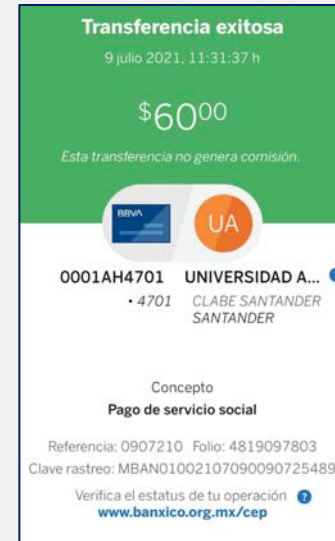 Transferencia exitosa
9 julio 2021, 11:31:37 h
$60⁰⁰
Esta transferencia no genera comisión.
BBVA
UA
0001AH4701 UNIVERSIDAD A... 
• 4701 CLABE SANTANDER
SANTANDER
Concepto
Pago de servicio social
Referencia: 0907210 Folio: 4819097803
Clave rastreo: MBAN01002107090090725489
Verifica el estatus de tu operación ?
www.banxico.org.mx/cep